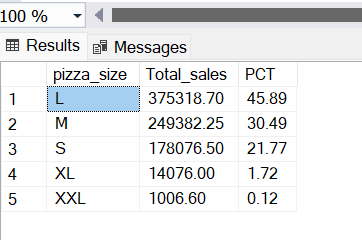 100 %
Results Messages
pizza_size Total_sales PCT
1 L 375318.70 45.89
2 M 249382.25 30.49
3 S 178076.50 21.77
4 XL 14076.00 1.72
5 XXL 1006.60 0.12